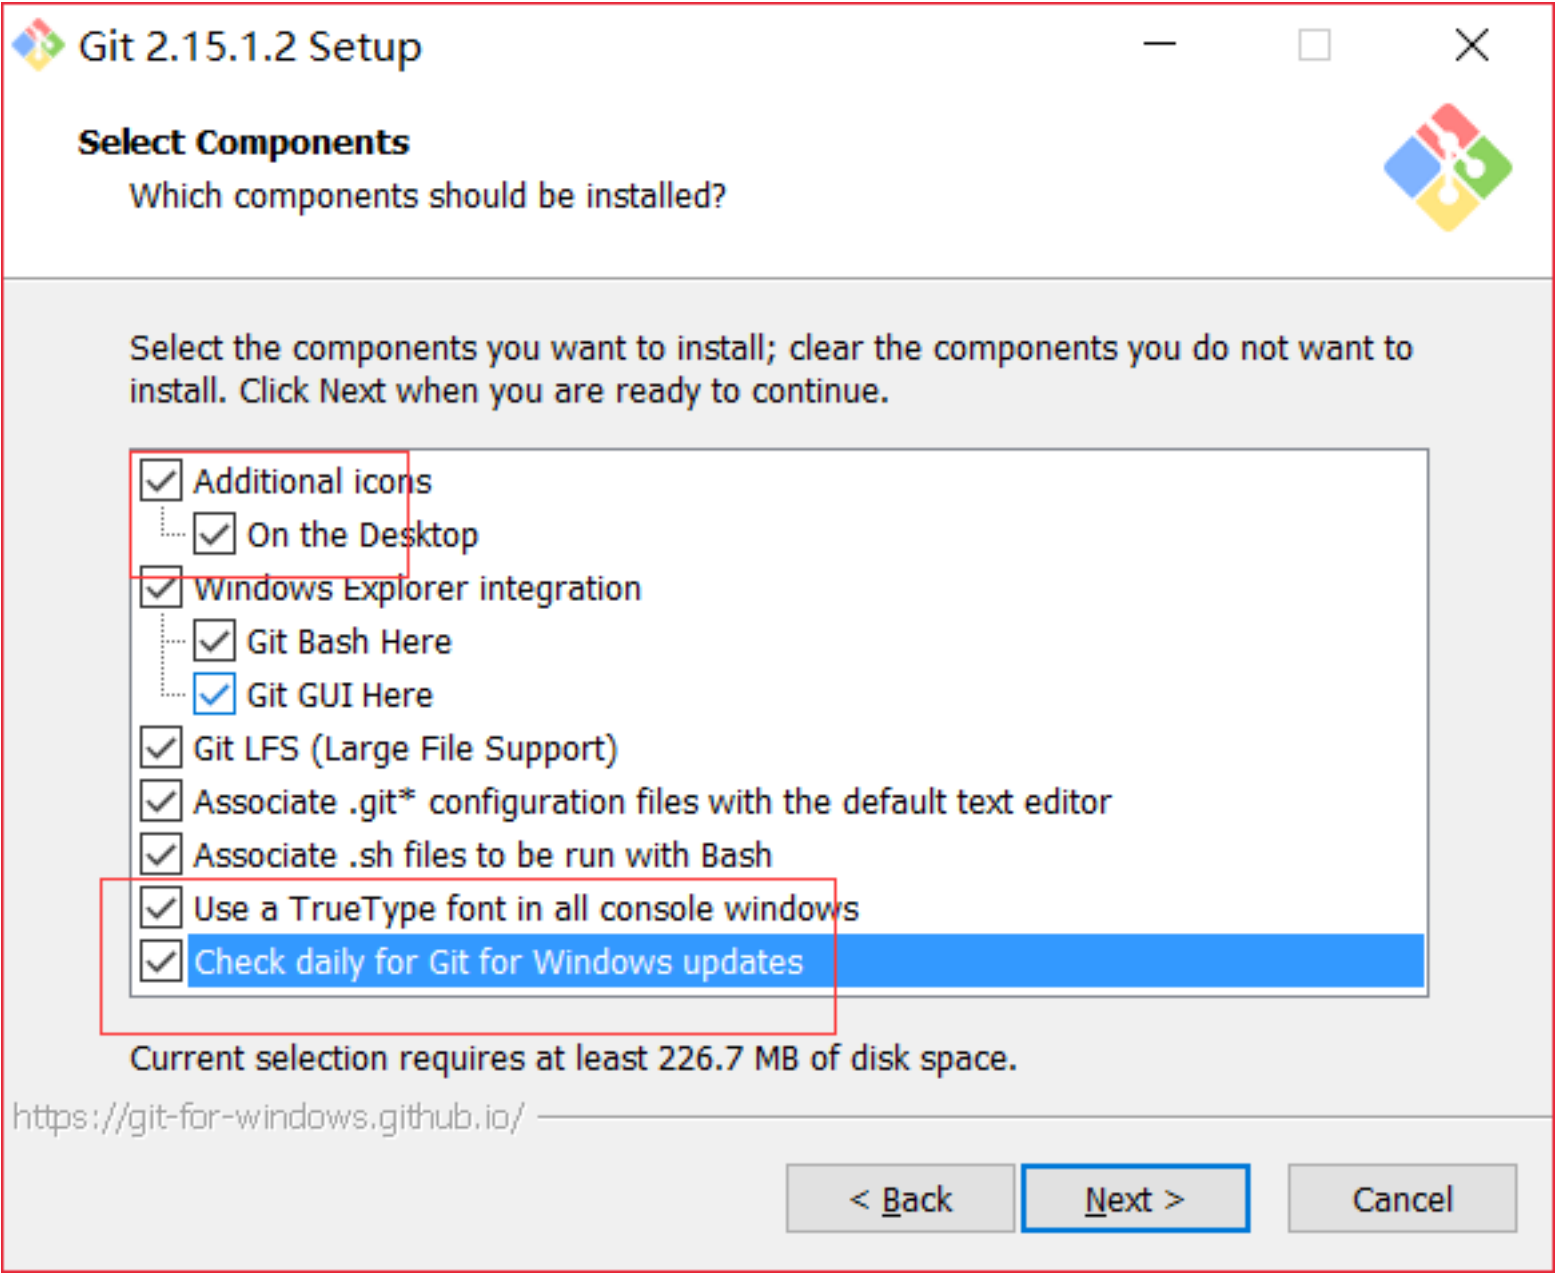 Git 2.15.1.2 Setup
Select Components
Which components should be installed?
Select the components you want to install; clear the components you do not want to
install. Click Next when you are ready to continue.
Additional icons
On the Desktop
Windows Explorer integration
Git Bash Here
Git GUI Here
Git LFS (Large File Support)
Associate .git* configuration files with the default text editor
Associate .sh files to be run with Bash
Use a TrueType font in all console windows
Check daily for Git for Windows updates
Current selection requires at least 226.7 MB of disk space.
https://git-for-windows.github.io/
< Back Next > Cancel